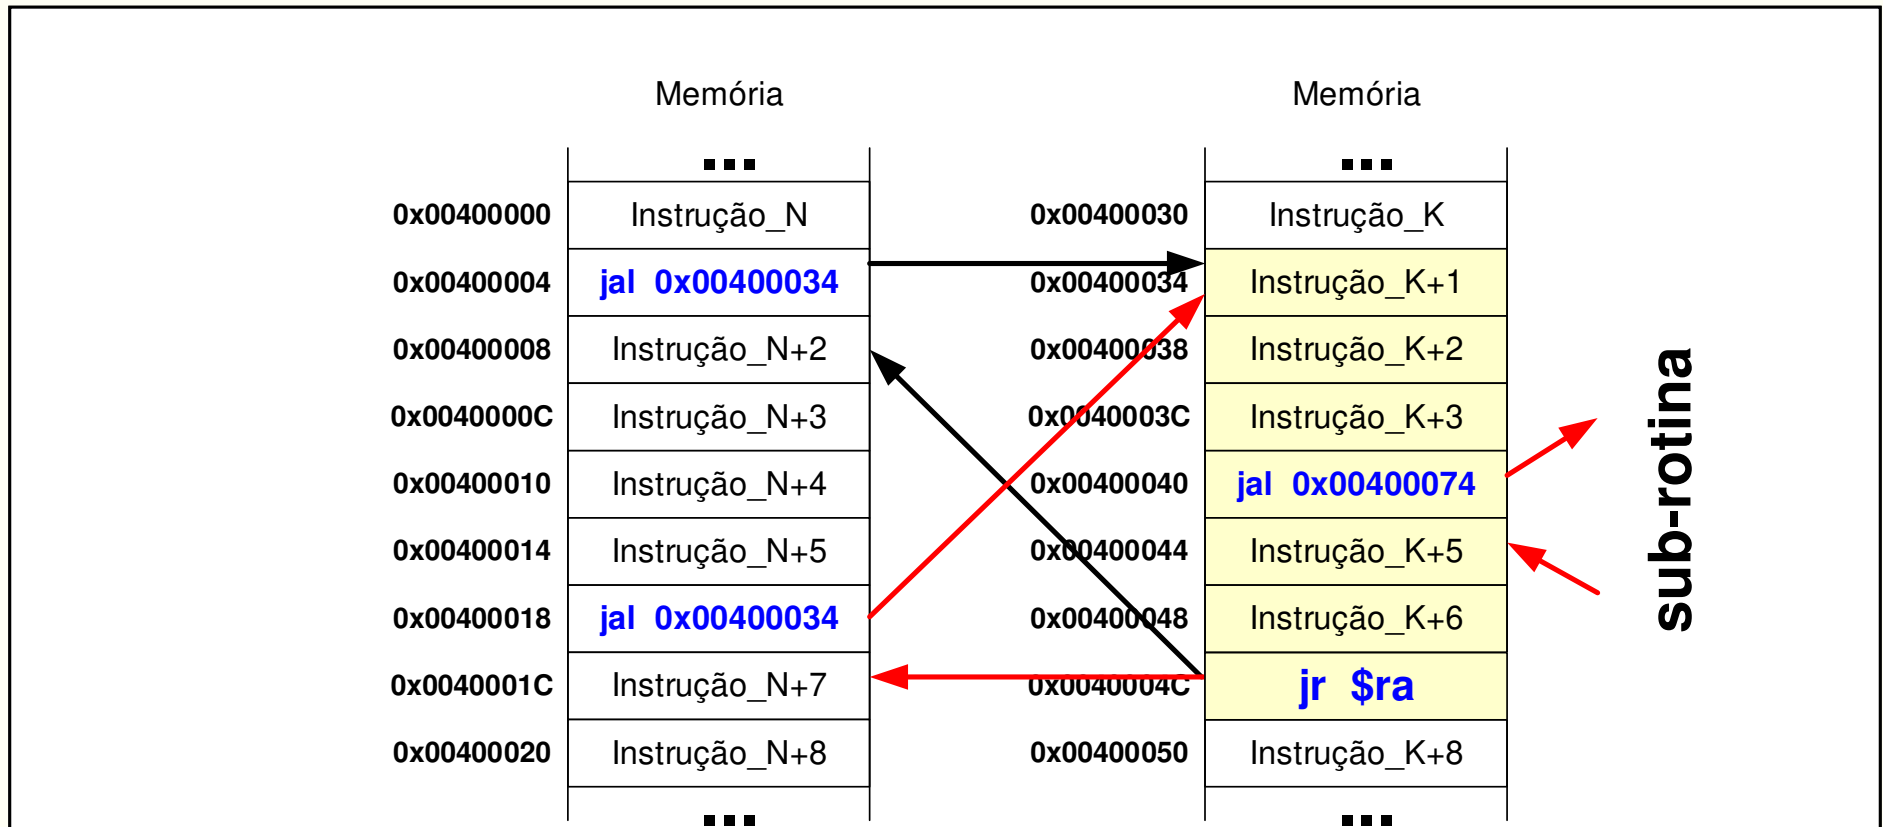 Memória Memória
0x00400000 Instrução_N 0x00400030 Instrução_K
0x00400004 jal 0x00400034 0x00400034 Instrução_K+1
0x00400008 Instrução_N+2 0x00400038 Instrução_K+2
0x0040000C Instrução_N+3 0x0040003C Instrução_K+3
0x00400010 Instrução_N+4 0x00400040 jal 0x00400074
0x00400014 Instrução_N+5 0x00400044 Instrução_K+5
0x00400018 jal 0x00400034 0x00400048 Instrução_K+6
0x0040001C Instrução_N+7 0x0040004C jr $ra
0x00400020 Instrução_N+8 0x00400050 Instrução_K+8
sub-rotina